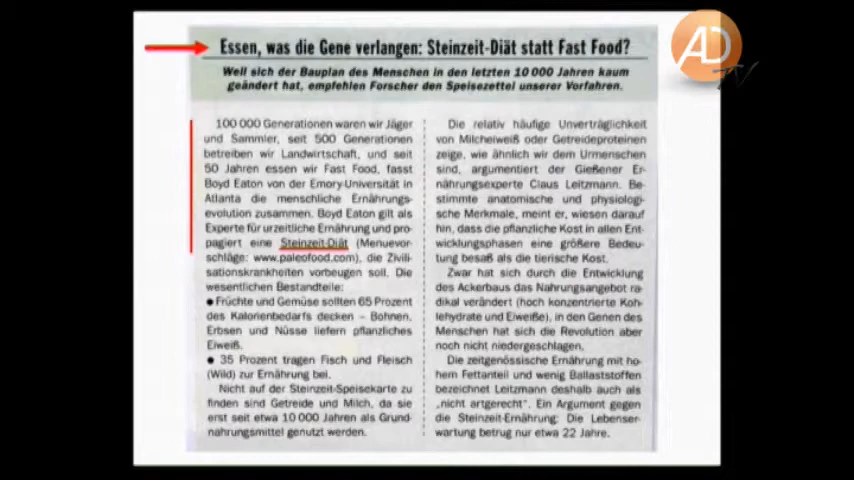 Essen, was die Gene verlangen: Steinzeit-Diät statt Fast Food?
Weil sich der Bauplan des Menschen in den letzten 10 000 Jahren kaum
geändert hat, empfehlen Forscher den Speisezettel unserer Vorfahren.
100 000 Generationen waren wir Jäger
und Sammler, seit 500 Generationen
betreiben wir Landwirtschaft, und seit
50 Jahren essen wir Fast Food, fasst
Boyd Eaton von der Emory-Universität in
Atlanta die menschliche Ernährungs-
evolution zusammen. Boyd Eaton gilt als
Experte für urzeitliche Ernährung und pro-
pagiert eine Steinzeit-Diät (Menuevor-
schläge: www.paleofood.com), die Zivili-
sationskrankheiten vorbeugen soll. Die
wesentlichen Bestandteile:
● Früchte und Gemüse sollten 65 Prozent
des Kalorienbedarfs decken – Bohnen,
Erbsen und Nüsse liefern pflanzliches
Eiweiß.
● 35 Prozent tragen Fisch und Fleisch
(Wild) zur Ernährung bei.
Nicht auf der Steinzeit-Speisekarte zu
finden sind Getreide und Milch, da sie
erst seit etwa 10 000 Jahren als Grund-
nahrungsmittel genutzt werden.
Die relativ häufige Unverträglichkeit
von Milcheiweiß oder Getreideproteinen
zeige, wie ähnlich wir dem Urmenschen
sind, argumentiert der Gießener Er-
nährungsexperte Claus Leitzmann. Be-
stimmte anatomische und physiologi-
sche Merkmale, meint er, wiesen darauf
hin, dass die pflanzliche Kost in allen Ent-
wicklungsphasen eine größere Bedeu-
tung besaß als die tierische Kost.
Zwar hat sich durch die Entwicklung
des Ackerbaus das Nahrungsangebot ra-
dikal verändert (hoch konzentrierte Koh-
lehydrate und Eiweiße), in den Genen des
Menschen hat sich die Revolution aber
noch nicht niedergeschlagen.
Die zeitgenössische Ernährung mit ho-
hem Fettanteil und wenig Ballaststoffen
bezeichnet Leitzmann deshalb auch als
„nicht artgerecht". Ein Argument gegen
die Steinzeit-Ernährung: Die Lebenser-
wartung betrug nur etwa 22 Jahre.
AD
TV